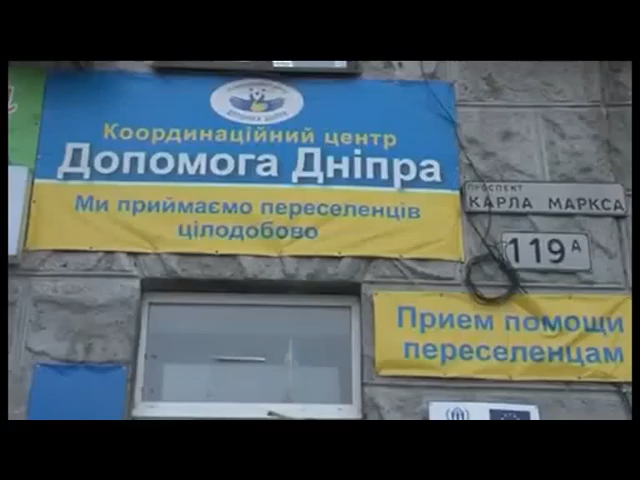 Координаційний центр
Допомога Дніпра
Ми приймаємо переселенців
цілодобово
проспект
КАРЛА МАРКСА
119 А
Прием помощи
переселенцам